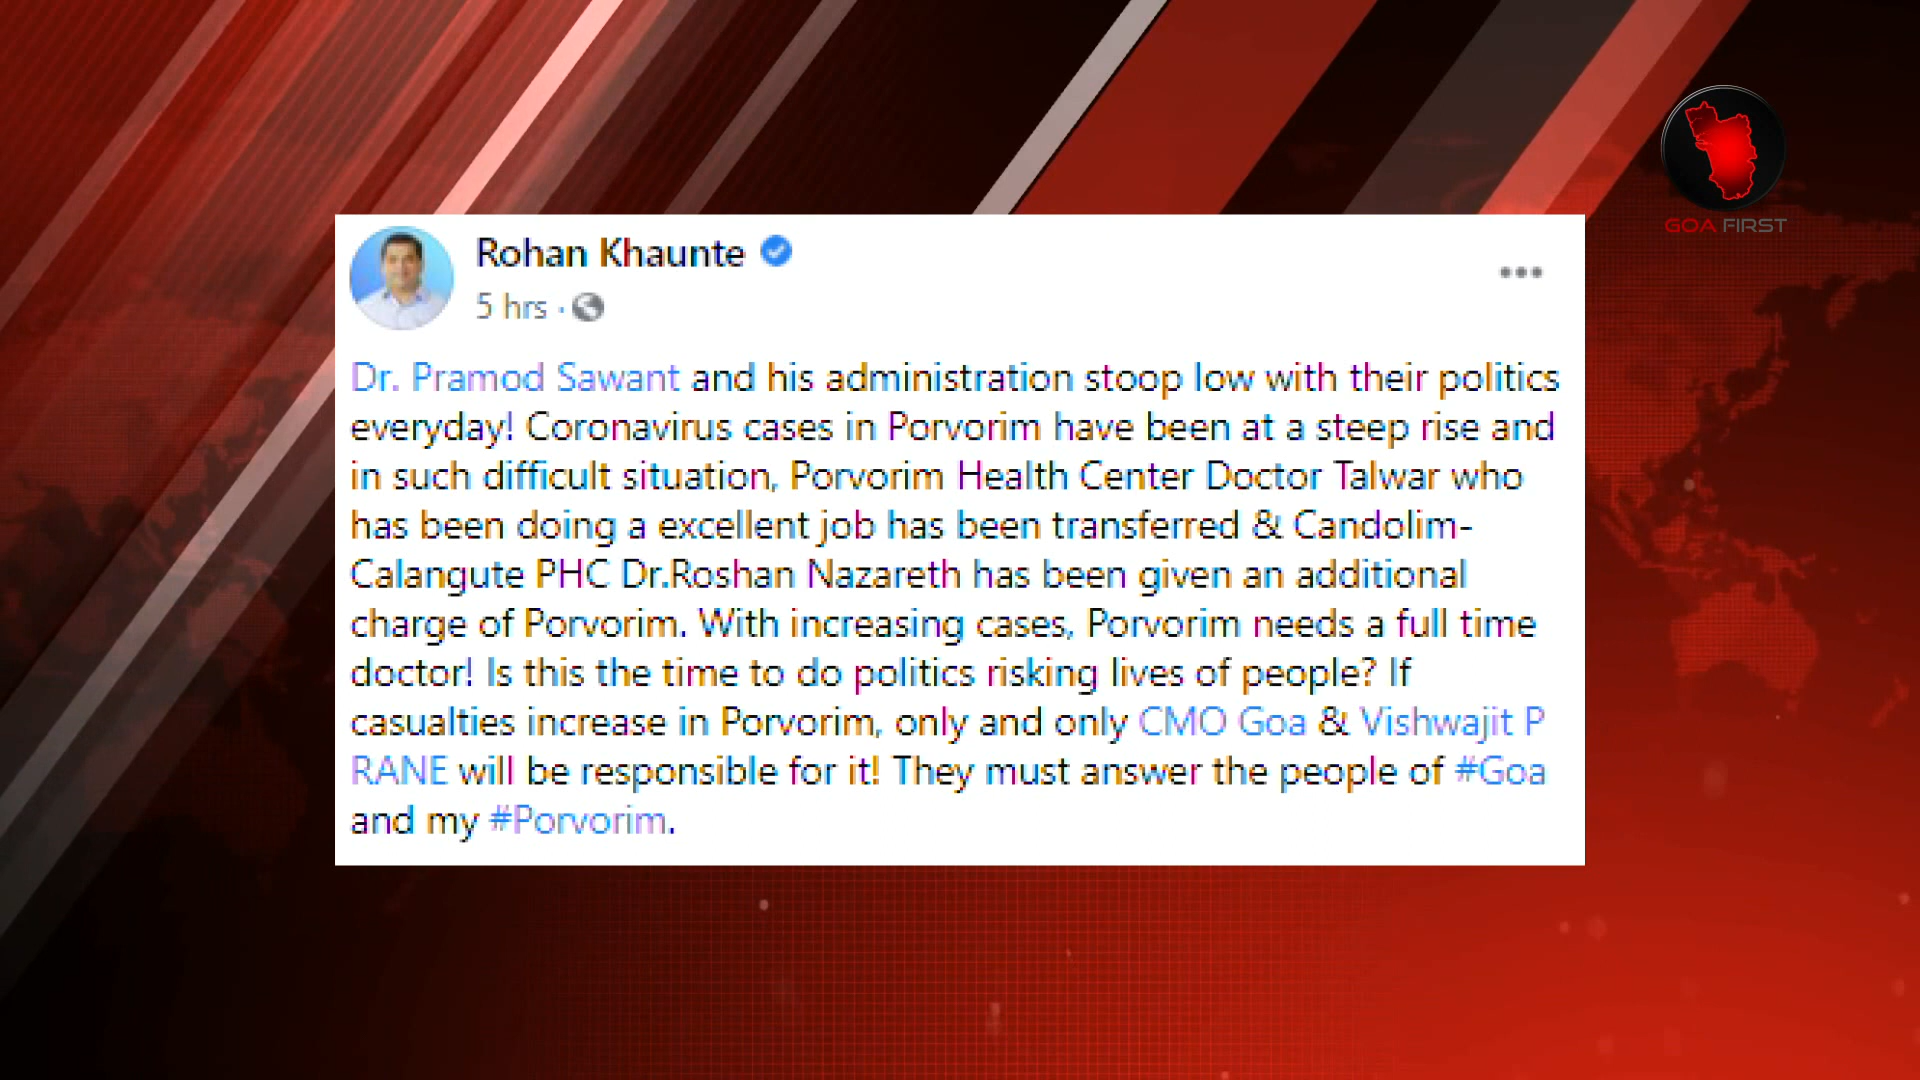 GOA FIRST
Rohan Khaunte
5 hrs ·
Dr. Pramod Sawant and his administration stoop low with their politics
everyday! Coronavirus cases in Porvorim have been at a steep rise and
in such difficult situation, Porvorim Health Center Doctor Talwar who
has been doing a excellent job has been transferred & Candolim-
Calangute PHC Dr.Roshan Nazareth has been given an additional
charge of Porvorim. With increasing cases, Porvorim needs a full time
doctor! Is this the time to do politics risking lives of people? If
casualties increase in Porvorim, only and only CMO Goa & Vishwajit P
RANE will be responsible for it! They must answer the people of #Goa
and my #Porvorim.